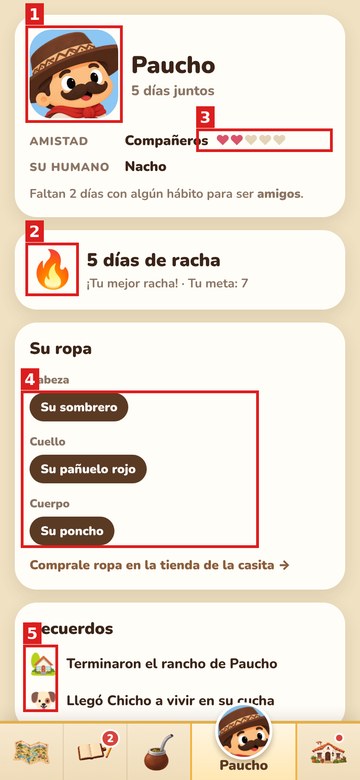 1
Paucho
5 días juntos
3
AMISTAD Compañeros
SU HUMANO Nacho
Faltan 2 días con algún hábito para ser amigos.
2
5 días de racha
¡Tu mejor racha! · Tu meta: 7
Su ropa
4
abeza
Su sombrero
Cuello
Su pañuelo rojo
Cuerpo
Su poncho
Comprale ropa en la tienda de la casita →
5
ecuerdos
Terminaron el rancho de Paucho
Llegó Chicho a vivir en su cucha
2
Paucho